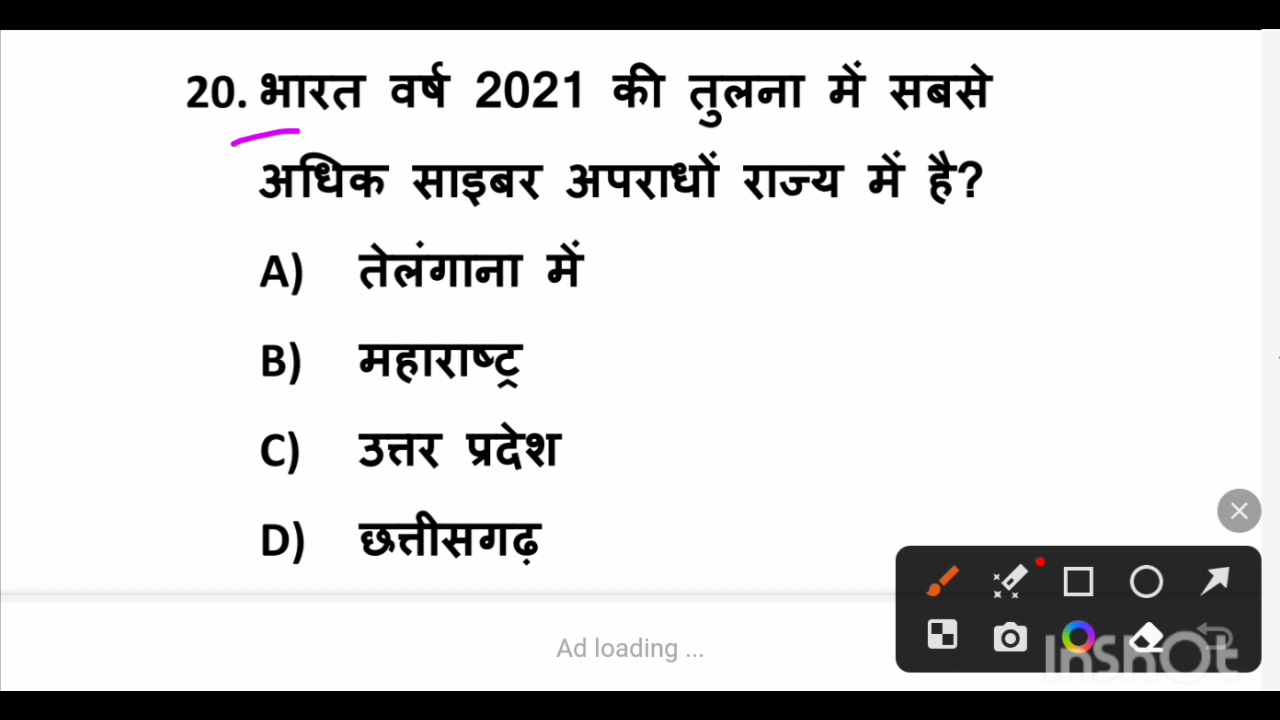 20. भारत वर्ष 2021 की तुलना में सबसे
अधिक साइबर अपराधों राज्य में है?
A) तेलंगाना में
B) महाराष्ट्र
C) उत्तर प्रदेश
D) छत्तीसगढ़
Ad loading ...
InShOt